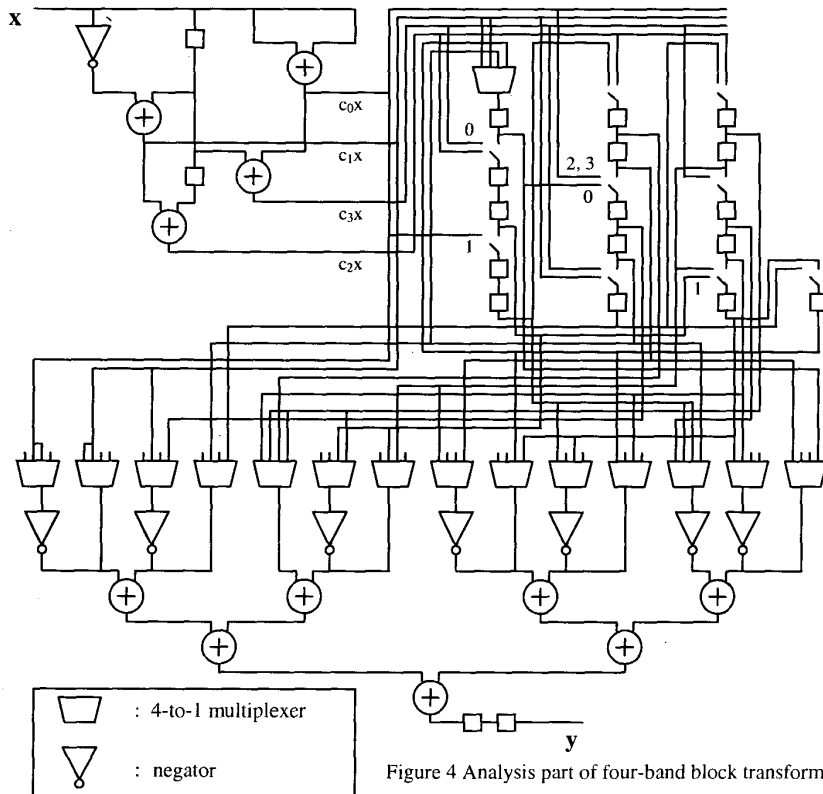 x
c0x
c1x
c3x
c2x
0
1
2, 3
0
1
y
: 4-to-1 multiplexer
: negator
Figure 4 Analysis part of four-band block transform